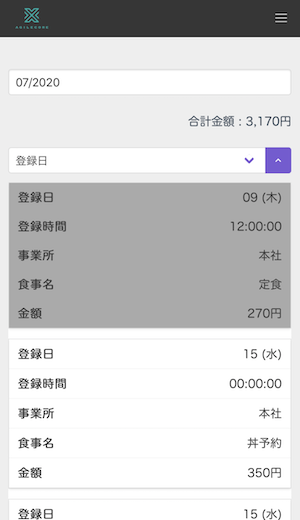 AXILECORE
07/2020
合計金額 : 3,170円
登録日
登録日 09 (木)
登録時間 12:00:00
事業所 本社
食事名 定食
金額 270円
登録日 15 (水)
登録時間 00:00:00
事業所 本社
食事名 丼予約
金額 350円
登録日 15 (水)